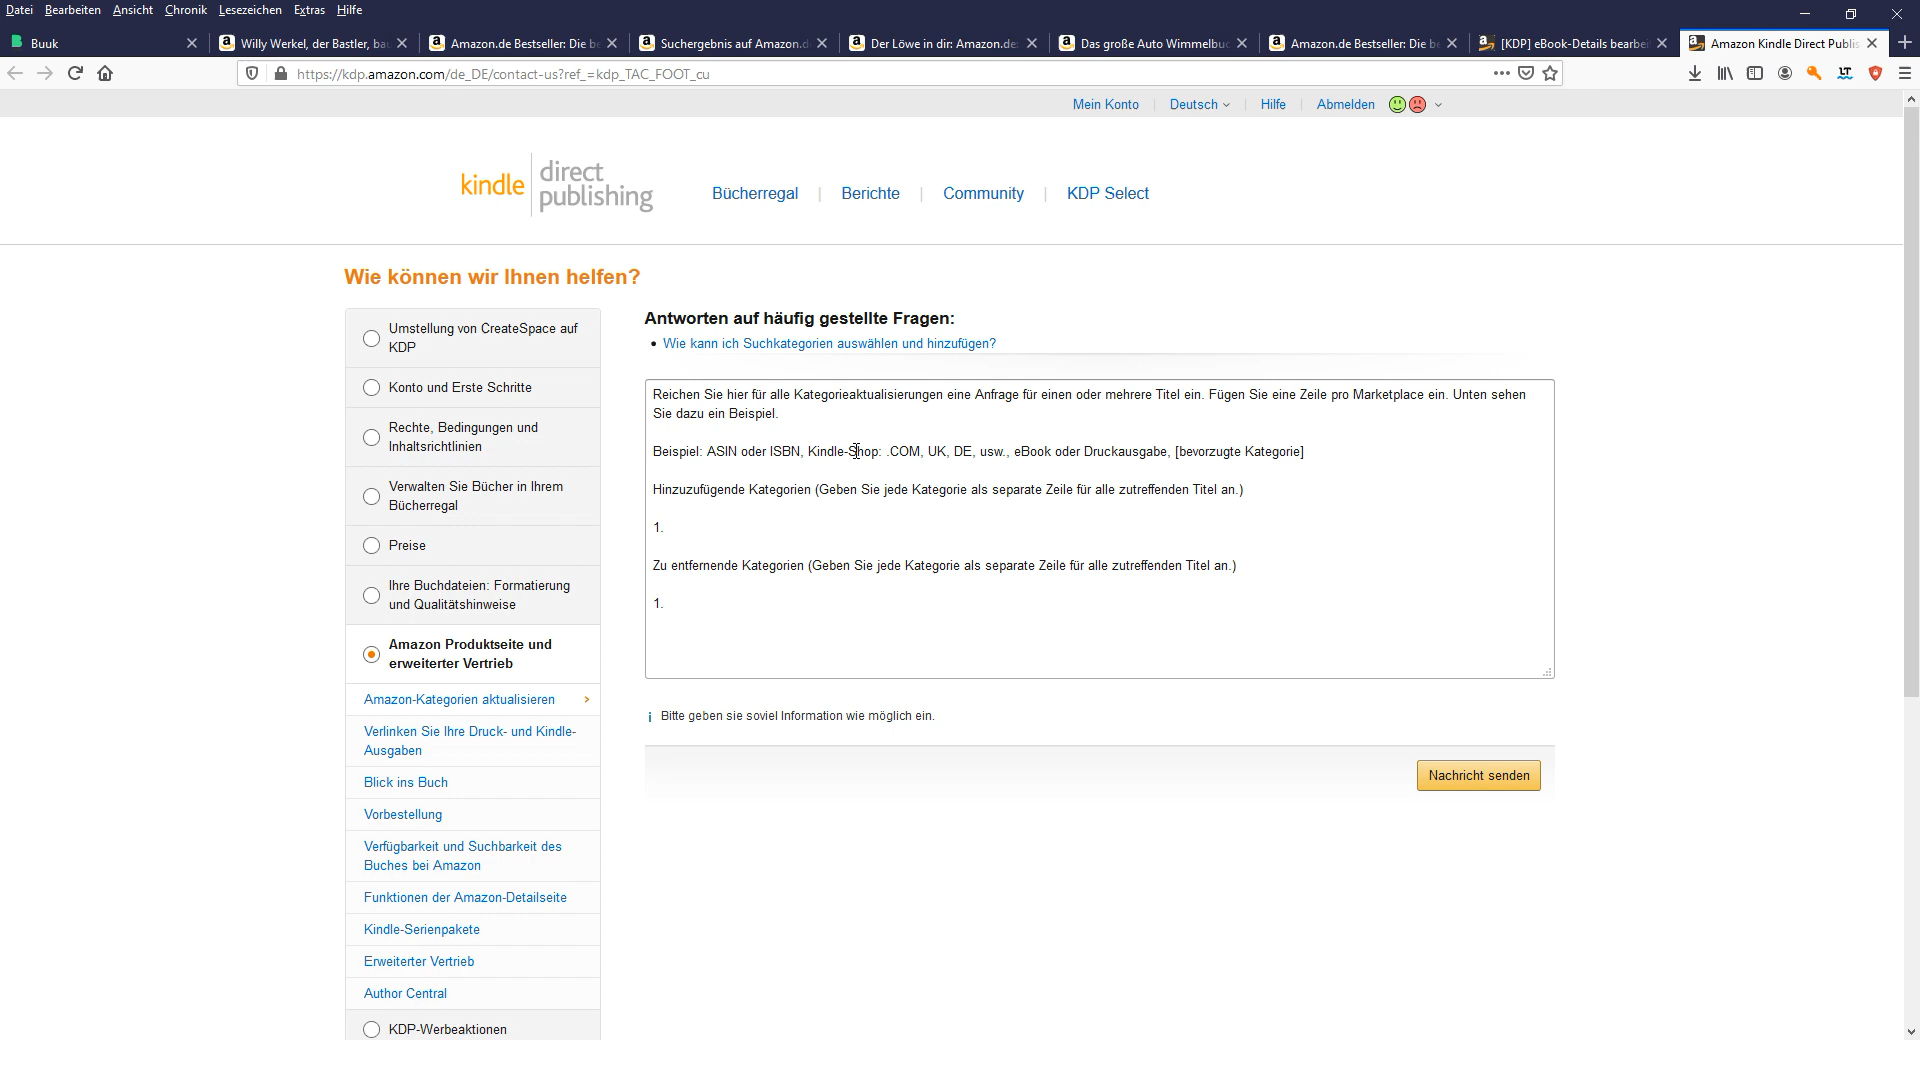 Datei Bearbeiten Ansicht Chronik Lesezeichen Extras Hilfe
Buuk
Willy Werkel, der Bastler, ba
Amazon.de Bestseller: Die be
Suchergebnis auf Amazon.d
Der Löwe in dir: Amazon.de:
Das große Auto Wimmelbuc
Amazon.de Bestseller: Die be
[KDP] eBook-Details bearbei
Amazon Kindle Direct Publis
https://kdp.amazon.com/de_DE/contact-us?ref_=kdp_TAC_FOOT_cu
Mein Konto Deutsch Hilfe Abmelden
kindle direct publishing
Bücherregal Berichte Community KDP Select
Wie können wir Ihnen helfen?
Umstellung von CreateSpace auf
KDP
Konto und Erste Schritte
Rechte, Bedingungen und
Inhaltsrichtlinien
Verwalten Sie Bücher in Ihrem
Bücherregal
Preise
Ihre Buchdateien: Formatierung
und Qualitätshinweise
Amazon Produktseite und
erweiterter Vertrieb
Amazon-Kategorien aktualisieren
Verlinken Sie Ihre Druck- und Kindle-
Ausgaben
Blick ins Buch
Vorbestellung
Verfügbarkeit und Suchbarkeit des
Buches bei Amazon
Funktionen der Amazon-Detailseite
Kindle-Serienpakete
Erweiterter Vertrieb
Author Central
KDP-Werbeaktionen
Antworten auf häufig gestellte Fragen:
• Wie kann ich Suchkategorien auswählen und hinzufügen?
Reichen Sie hier für alle Kategorieaktualisierungen eine Anfrage für einen oder mehrere Titel ein. Fügen Sie eine Zeile pro Marketplace ein. Unten sehen
Sie dazu ein Beispiel.
Beispiel: ASIN oder ISBN, Kindle-Shop: .COM, UK, DE, usw., eBook oder Druckausgabe, [bevorzugte Kategorie]
Hinzuzufügende Kategorien (Geben Sie jede Kategorie als separate Zeile für alle zutreffenden Titel an.)
1.
Zu entfernende Kategorien (Geben Sie jede Kategorie als separate Zeile für alle zutreffenden Titel an.)
1.
i Bitte geben sie soviel Information wie möglich ein.
Nachricht senden